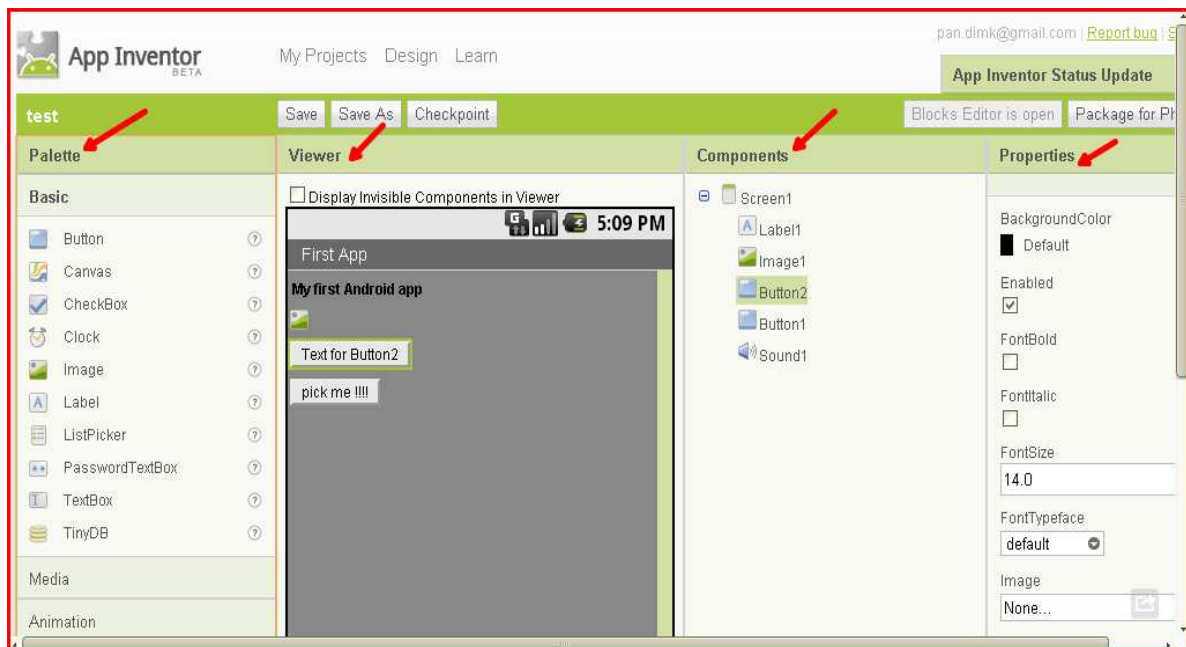 pan.dimk@gmail.com | Report bug |
App Inventor
BETA
My Projects Design Learn
App Inventor Status Update
test
Save Save As Checkpoint
Blocks Editor is open Package for
Palette
Viewer
Components
Properties
Basic
Button
Canvas
CheckBox
Clock
Image
Label
ListPicker
PasswordTextBox
TextBox
TinyDB
Media
Animation
Display Invisible Components in Viewer
5:09 PM
First App
My first Android app
Text for Button2
pick me !!!!
Screen1
Label1
Image1
Button2
Button1
Sound1
BackgroundColor
Default
Enabled
FontBold
FontItalic
FontSize
14.0
FontTypeface
default
Image
None...